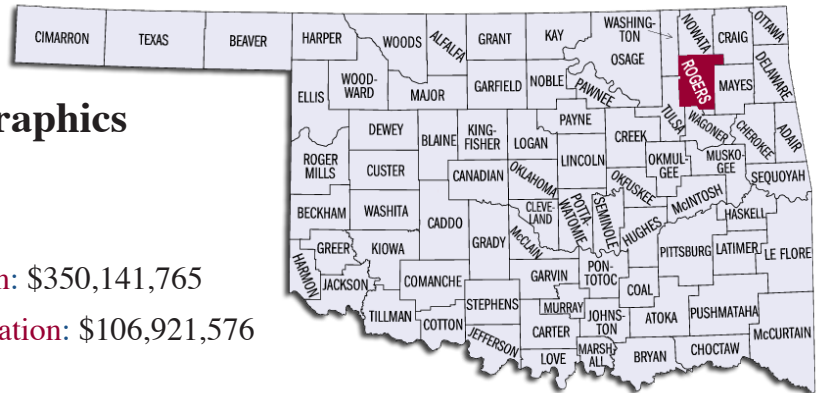 raphics
n: $350,141,765
ation: $106,921,576
CIMARRON
TEXAS
BEAVER
HARPER
WOODS
ALFALFA
GRANT
KAY
WASHING-
TON
OSAGE
NOWATA
CRAIG
OTTAWA
ELLIS
WOOD-
WARD
MAJOR
GARFIELD
NOBLE
PAWNEE
ROGERS
MAYES
DELAWARE
DEWEY
BLAINE
KING-
FISHER
LOGAN
PAYNE
CREEK
TULSA
WAGONER
CHEROKEE
ADAIR
ROGER
MILLS
CUSTER
CANADIAN
OKLAHOMA
LINCOLN
OKFUSKEE
OKMUL-
GEE
MUSKO-
GEE
SEQUOYAH
BECKHAM
WASHITA
CADDO
GRADY
CLEVE-
LAND
McCLAIN
POTTA-
WATOMIE
SEMINOLE
HUGHES
McINTOSH
HASKELL
GREER
KIOWA
HARMON
JACKSON
COMANCHE
GARVIN
PON-
TOTOC
PITTSBURG
LATIMER
LE FLORE
TILLMAN
COTTON
STEPHENS
MURRAY
JOHNS-
TON
COAL
ATOKA
PUSHMATAHA
McCURTAIN
JEFFERSON
CARTER
LOVE
MARSH-
ALL
BRYAN
CHOCTAW